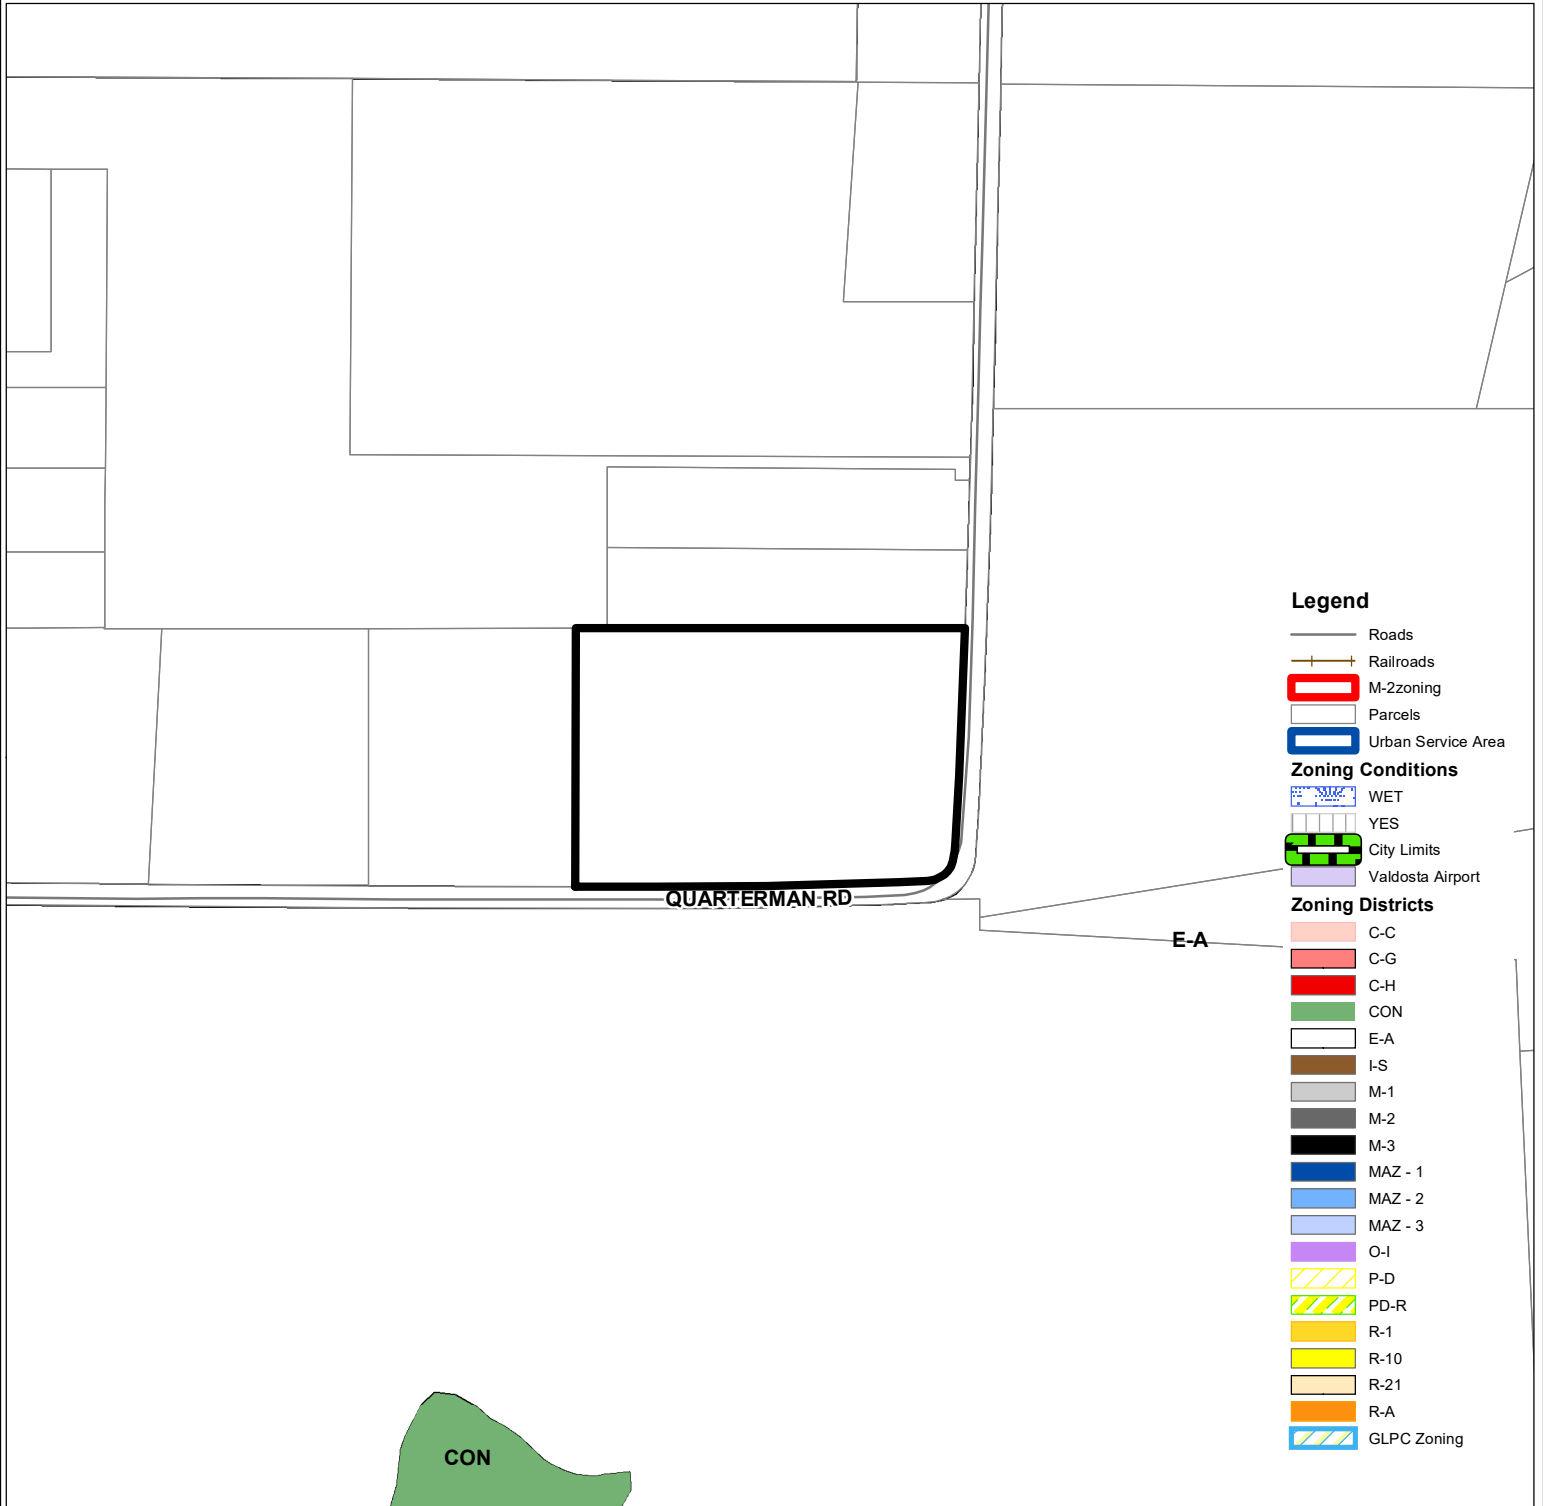 Legend
Roads
Railroads
M-2zoning
Parcels
Urban Service Area
Zoning Conditions
WET
YES
City Limits
Valdosta Airport
Zoning Districts
C-C
C-G
C-H
CON
E-A
I-S
M-1
M-2
M-3
MAZ - 1
MAZ - 2
MAZ - 3
O-I
P-D
PD-R
R-1
R-10
R-21
R-A
GLPC Zoning
QUARTERMAN RD
E-A
CON